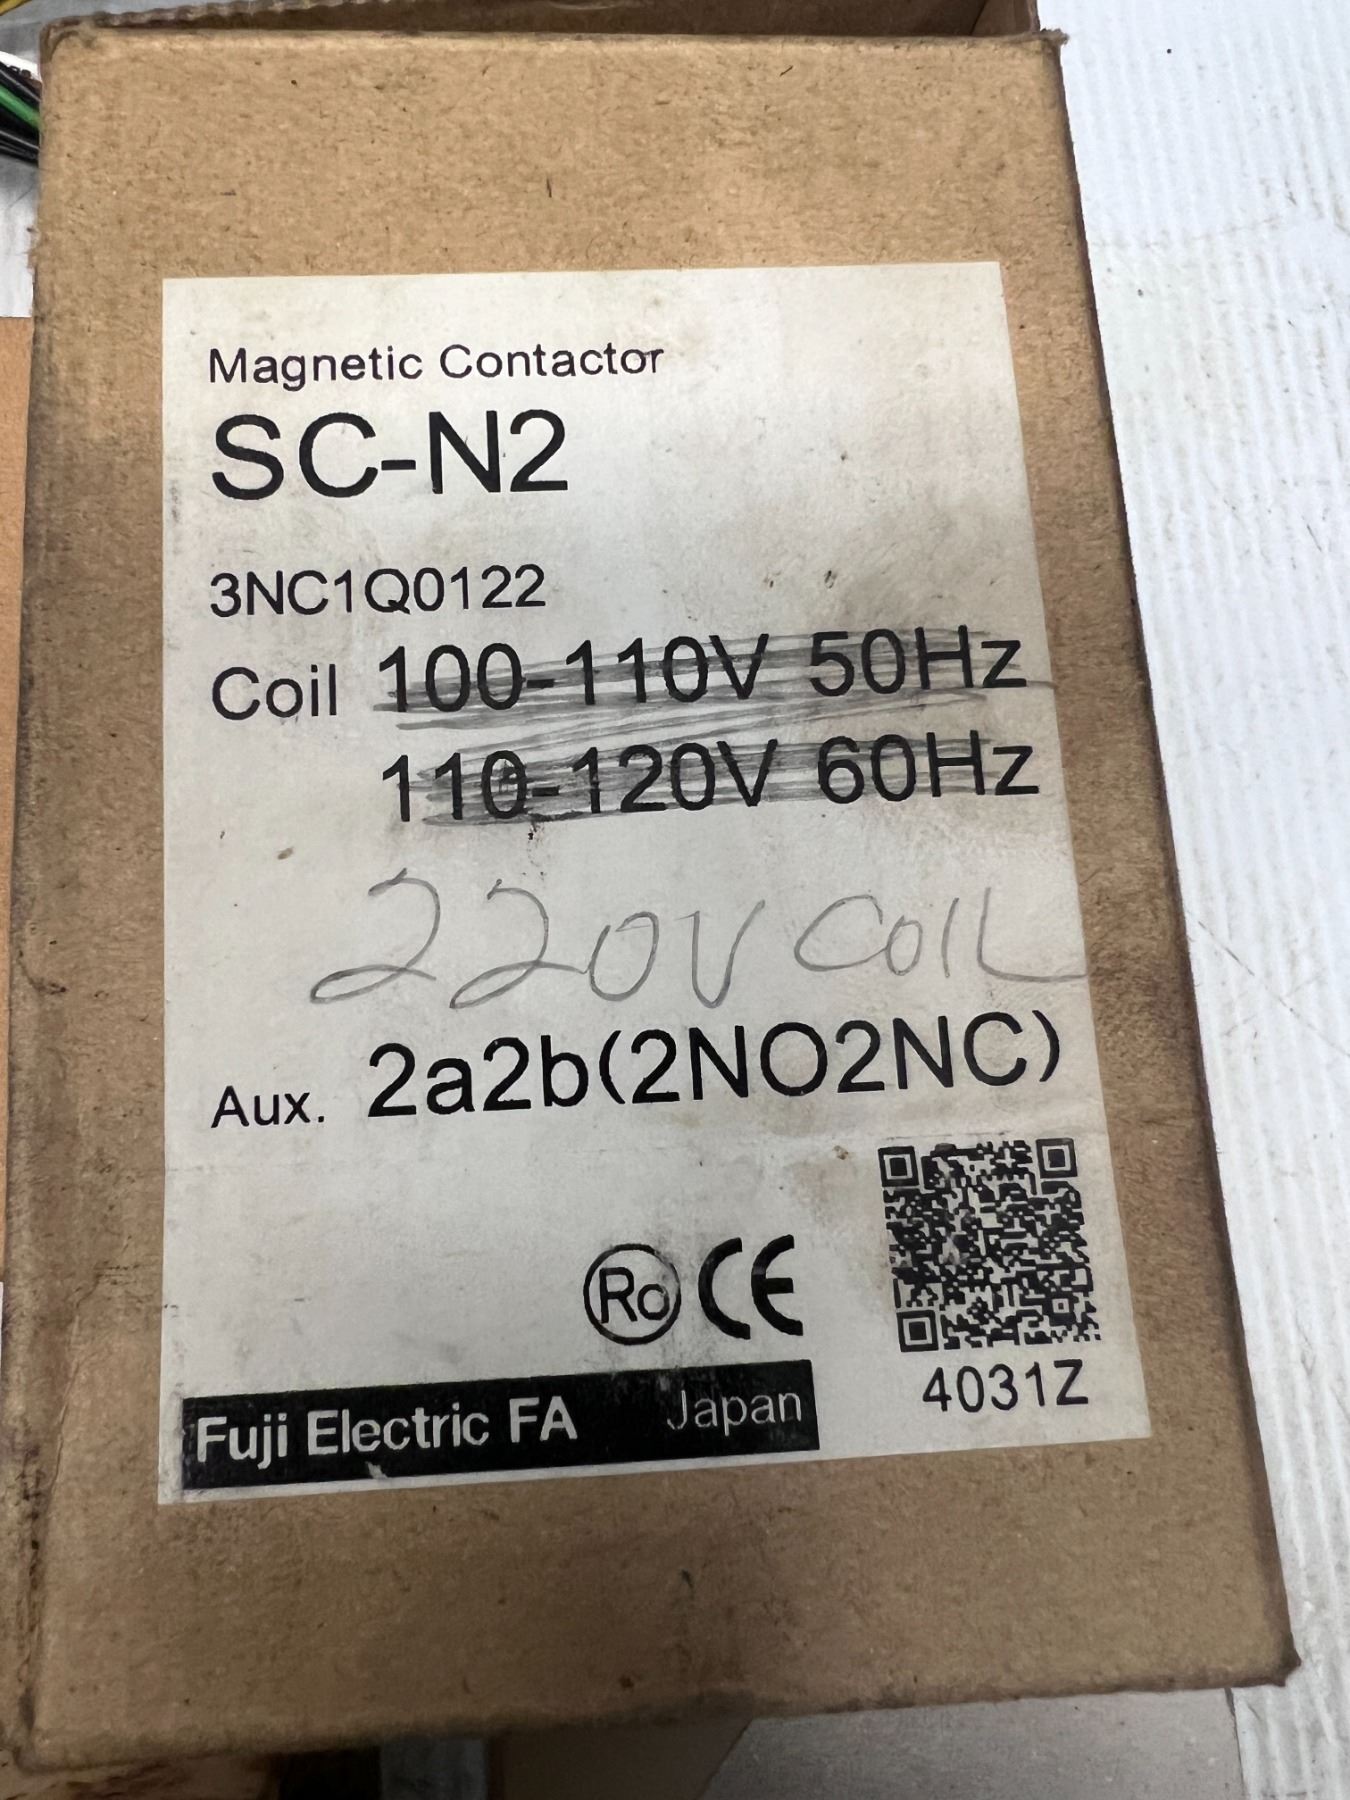 Magnetic Contactor
SC-N2
3NC1Q0122
Coil 100-110V 50Hz
110-120V 60Hz
220V COIL
Aux. 2a2b(2NO2NC)
Ro CE
4031Z
Fuji Electric FA Japan